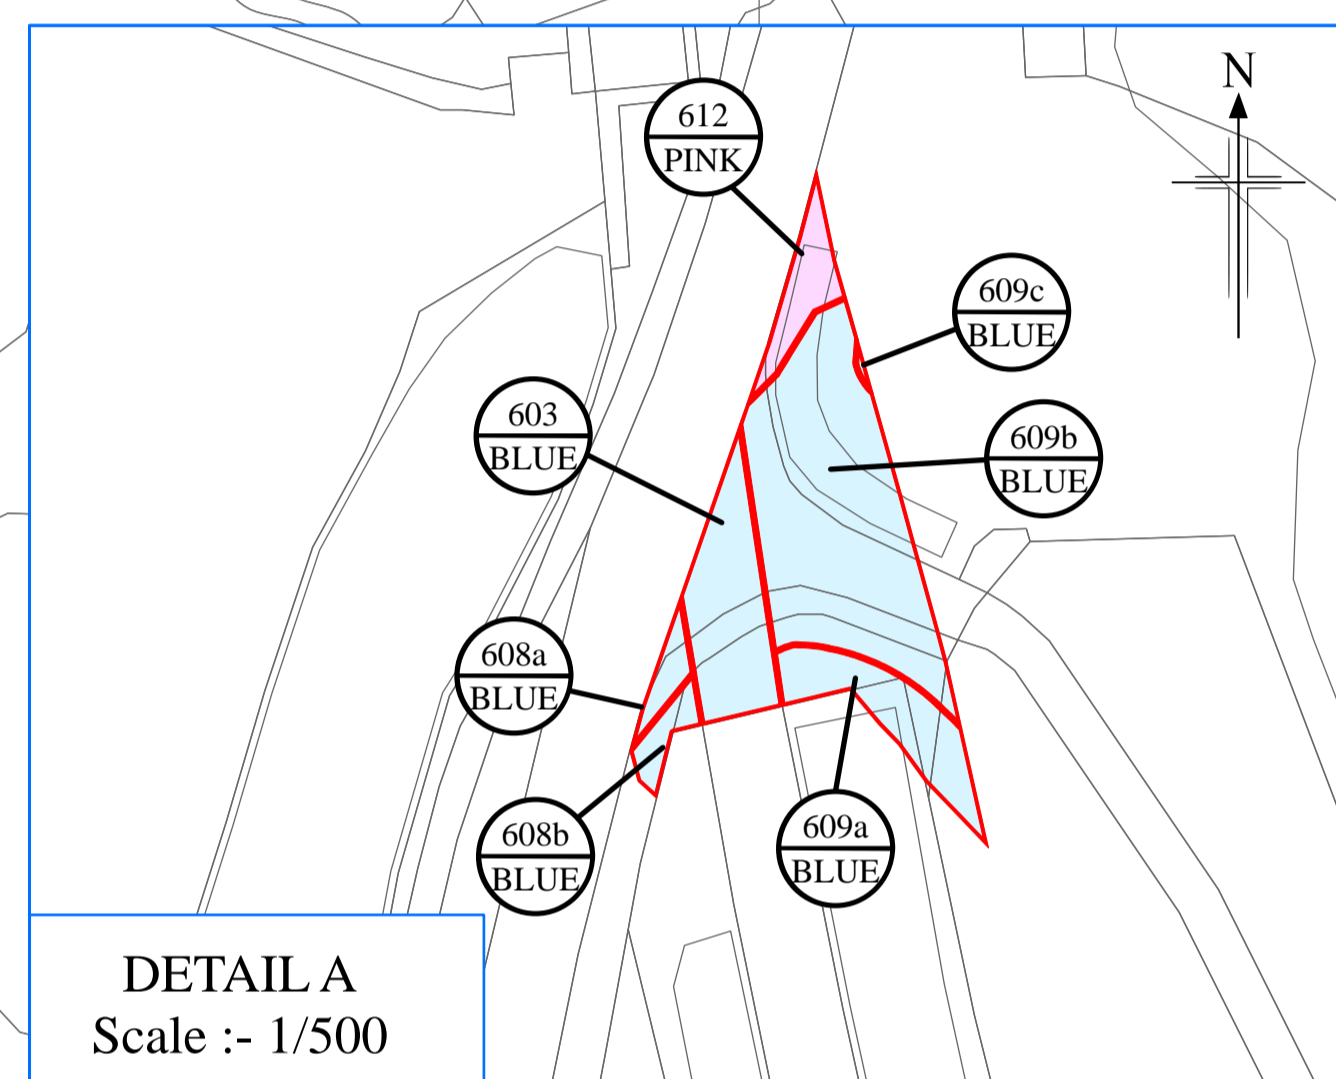 N
612
PINK
609c
BLUE
603
BLUE
609b
BLUE
608a
BLUE
608b
BLUE
609a
BLUE
DETAIL A
Scale :- 1/500